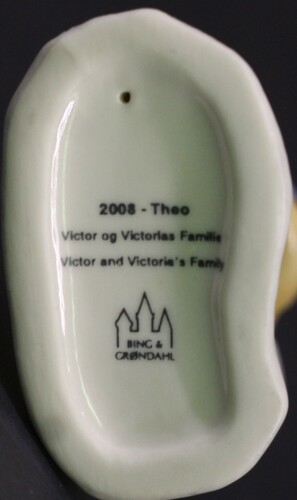 2008 - Theo
Victor og Victorias Familie
Victor and Victoria's Family
BING &
GRØNDAHL